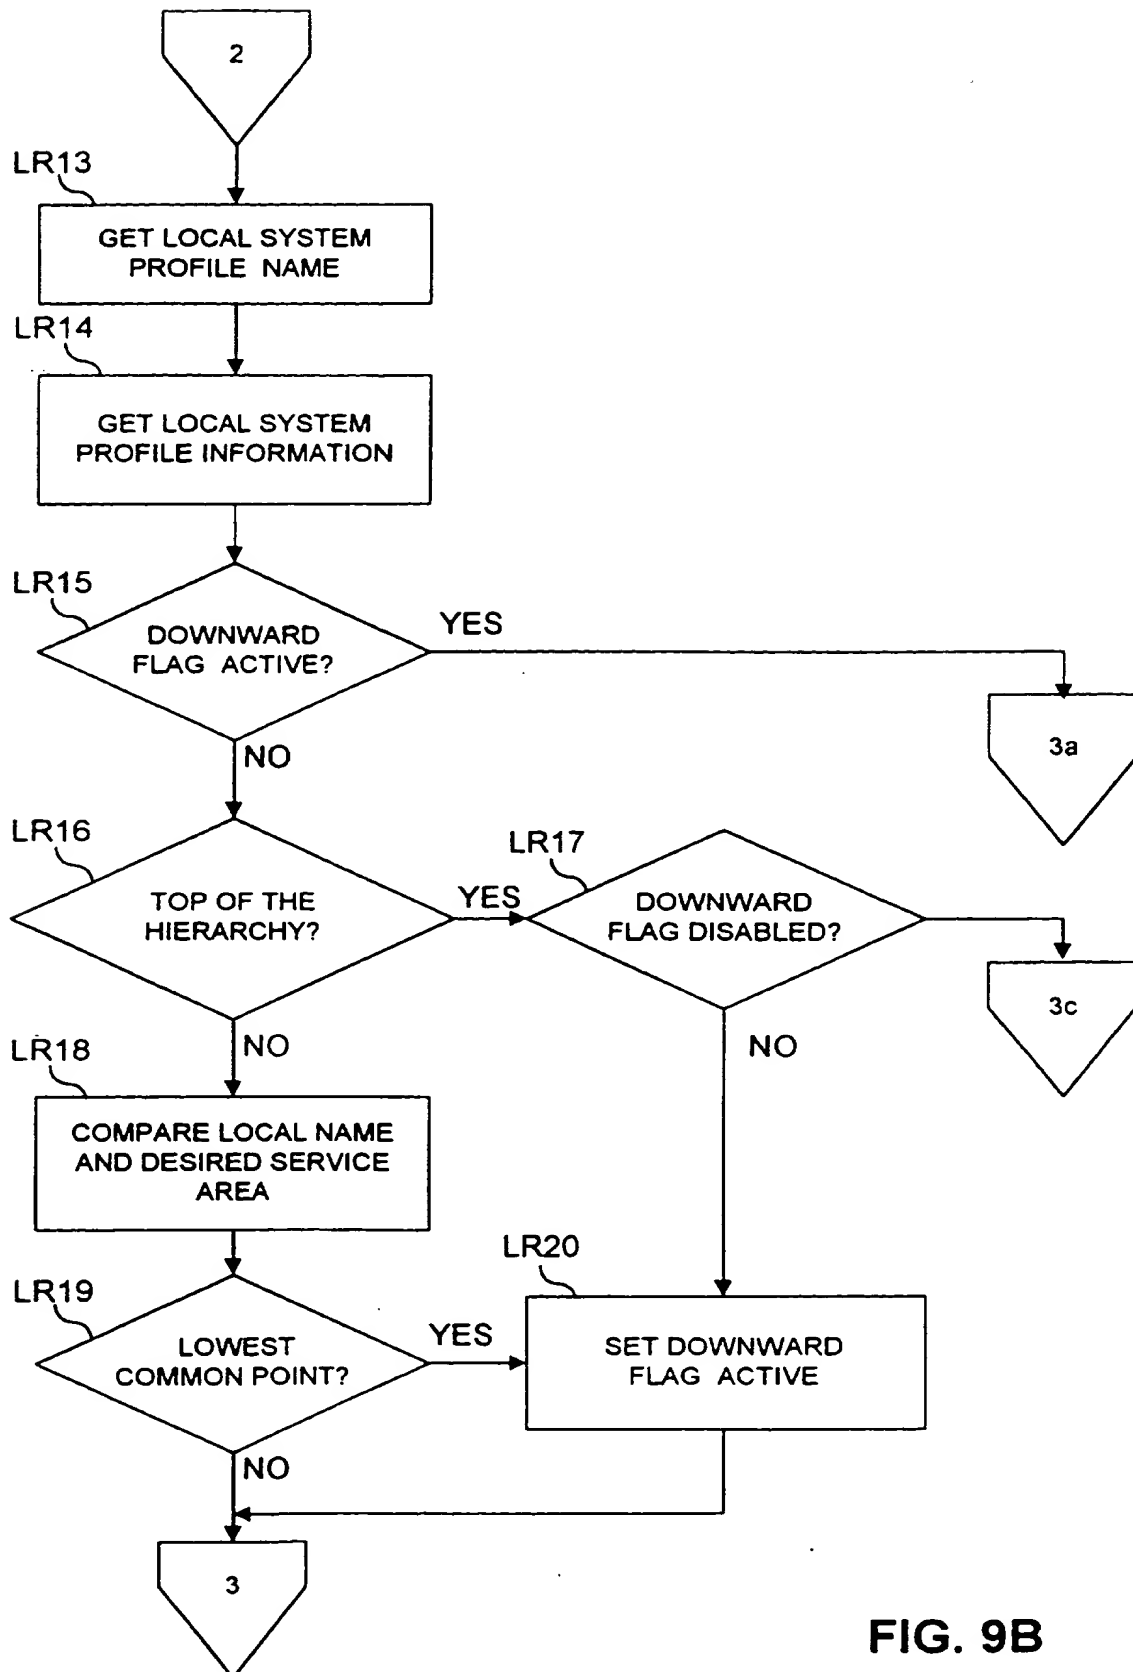 2
LR13
GET LOCAL SYSTEM
PROFILE NAME
LR14
GET LOCAL SYSTEM
PROFILE INFORMATION
LR15
DOWNWARD
FLAG ACTIVE?
YES
3a
NO
LR16
TOP OF THE
HIERARCHY?
YES
LR17
DOWNWARD
FLAG DISABLED?
3c
NO
NO
LR18
COMPARE LOCAL NAME
AND DESIRED SERVICE
AREA
LR19
LOWEST
COMMON POINT?
YES
LR20
SET DOWNWARD
FLAG ACTIVE
NO
3
FIG. 9B